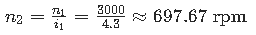 n₂ = n₁/i₁ = 3000/4.3 ≈ 697.67 rpm